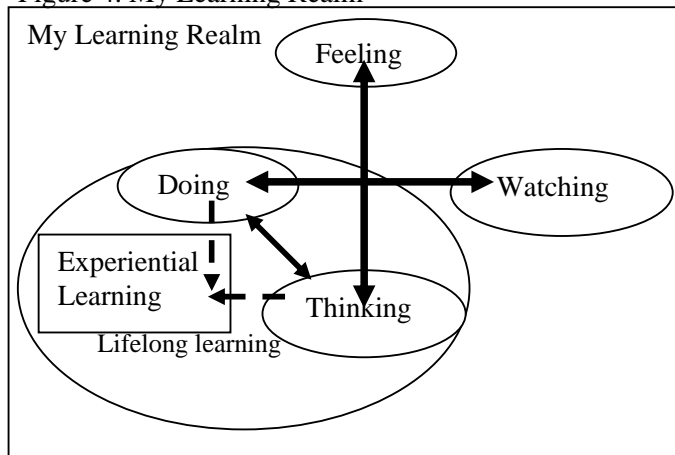 Figure 4. My Learning Realm
My Learning Realm
Feeling
Doing
Watching
Experiential
Learning
Thinking
Lifelong learning